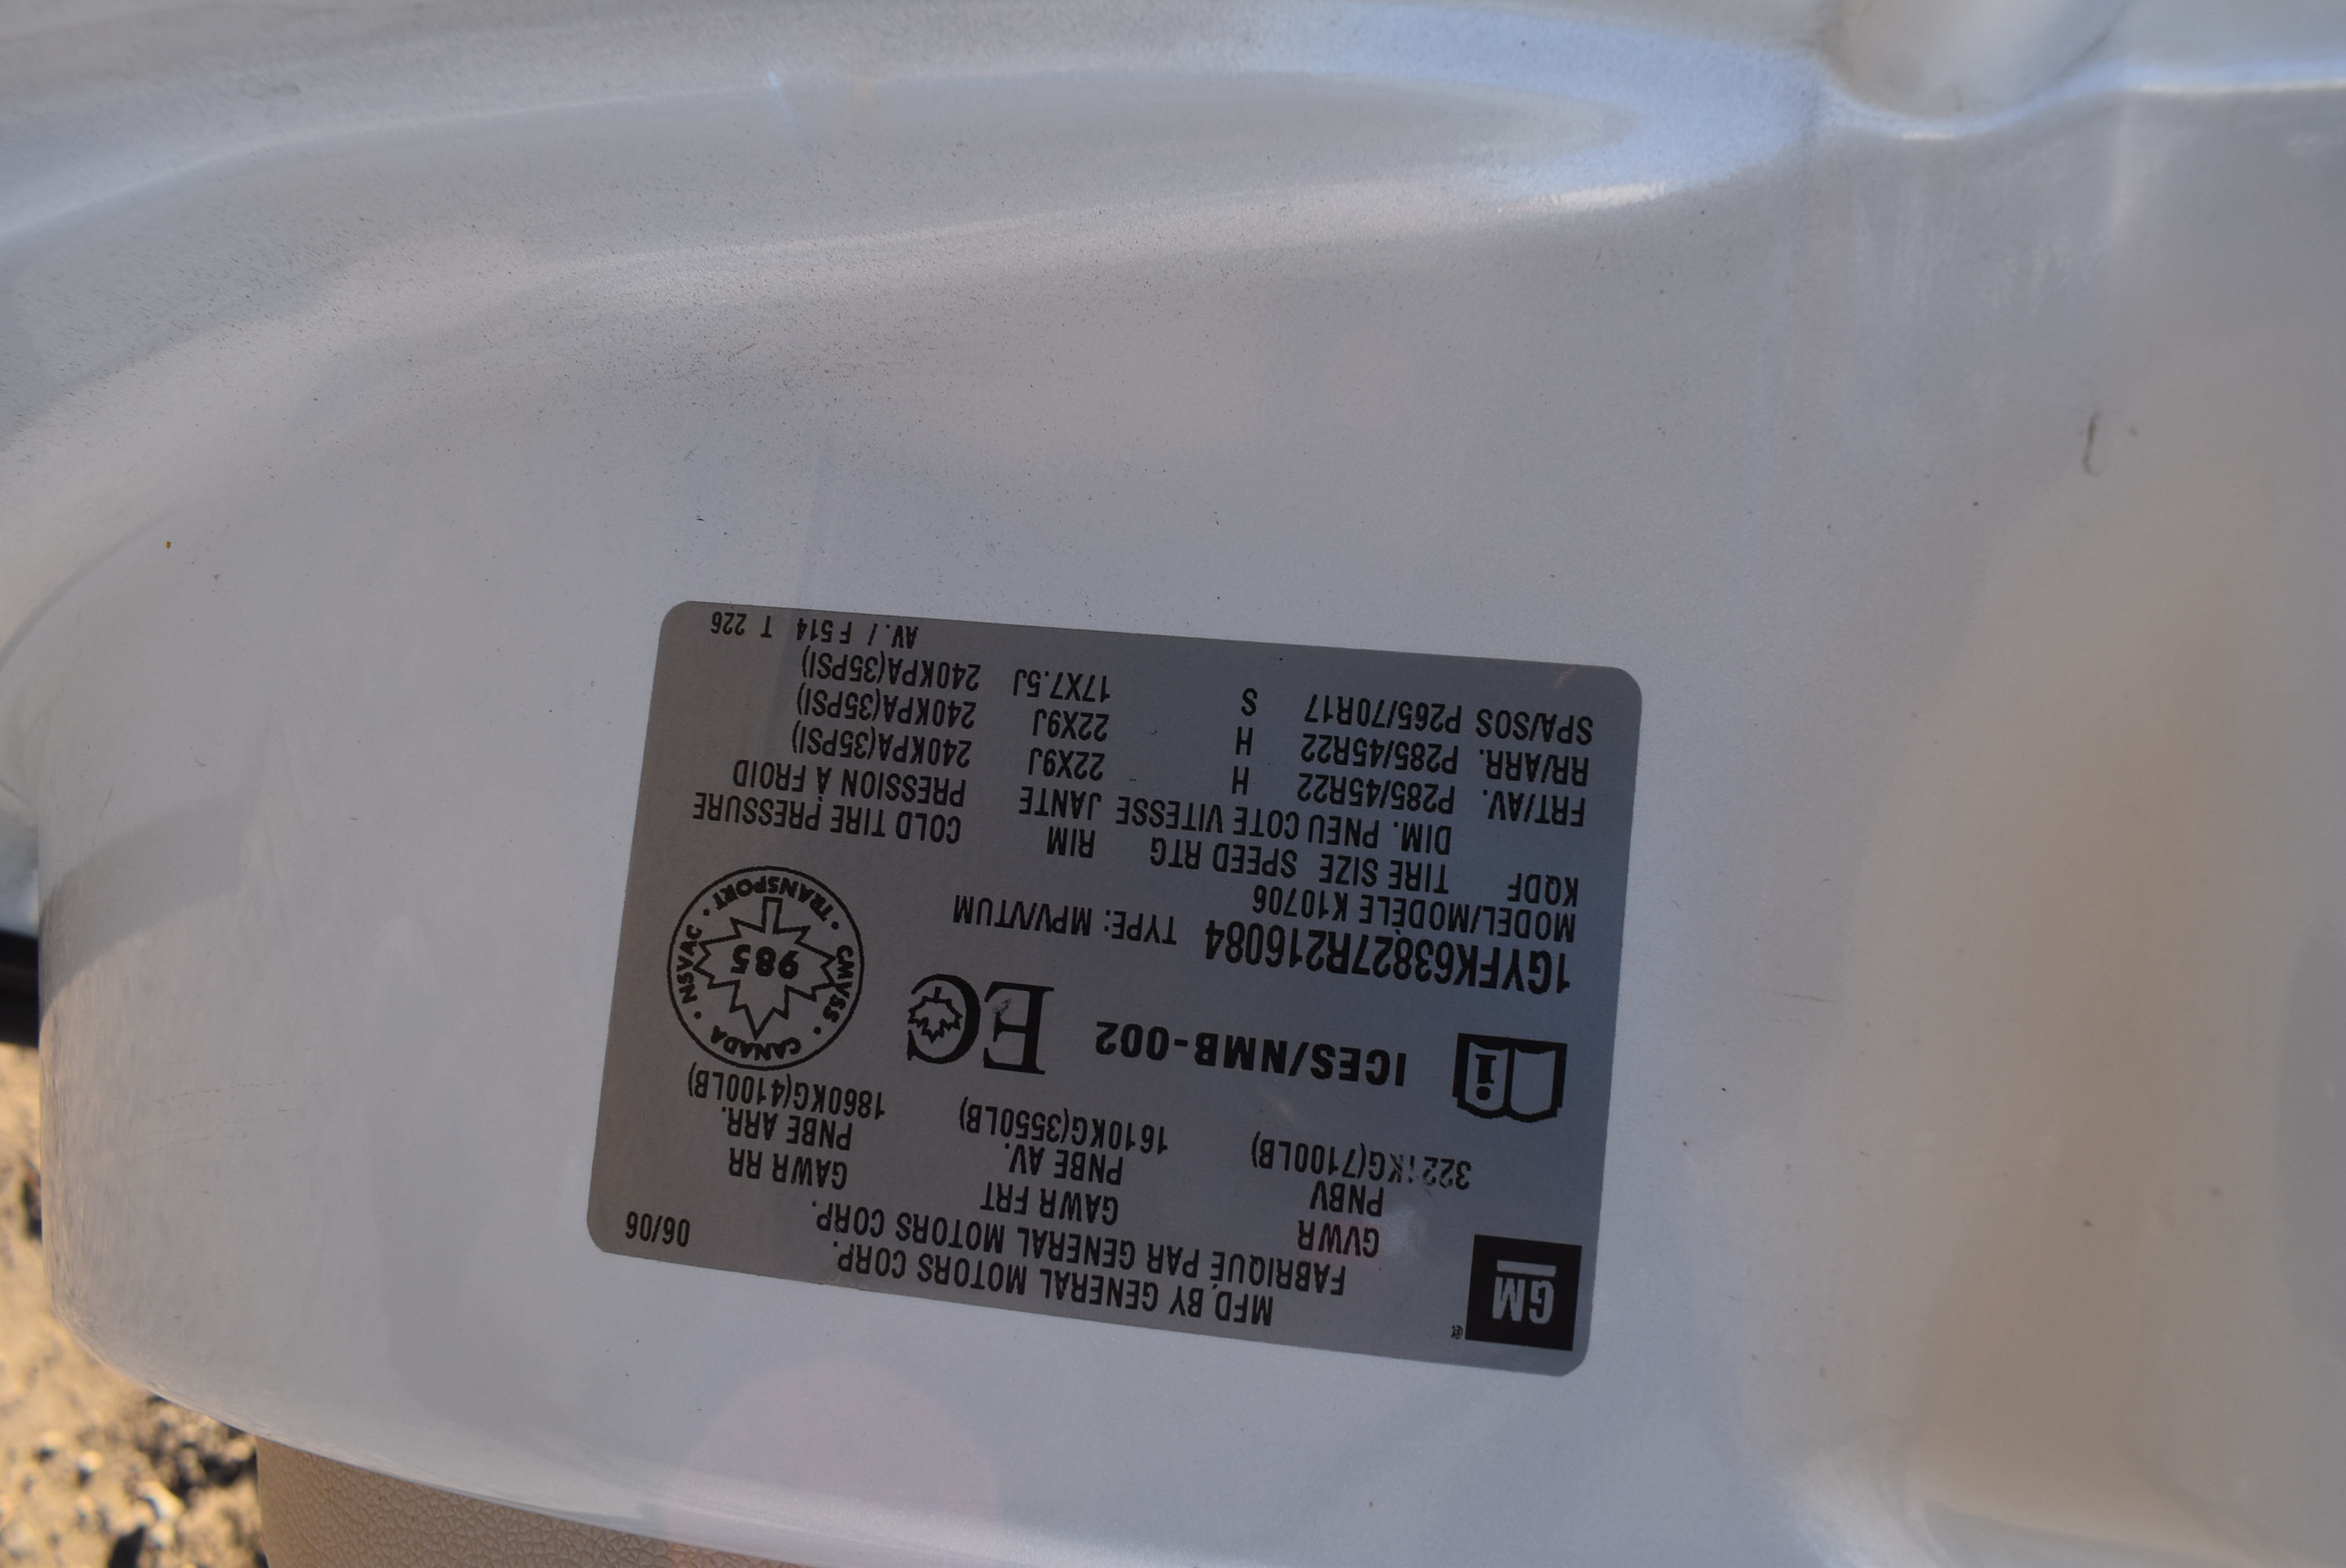 GM ®
MFD BY GENERAL MOTORS CORP.
FABRIQUÉ PAR GENERAL MOTORS CORP.
06/06
GVWR GAWR FRT GAWR RR
PNBV PNBE AV. PNBE ARR.
3221KG(7100LB) 1610KG(3550LB) 1860KG(4100LB)
i ICES/NMB-002 EC
CANADA • CMVSS • TRANSPORT • NSVAC •
985
1GYFK63827R216084 TYPE: MPV/VTUM
MODEL/MODÈLE K10706
KQDF TIRE SIZE SPEED RTG RIM COLD TIRE PRESSURE
DIM. PNEU COTE VITESSE JANTE PRESSION À FROID
FRT/AV. P285/45R22 H 22X9J 240KPA(35PSI)
RR/ARR. P285/45R22 H 22X9J 240KPA(35PSI)
SPA/SOS P265/70R17 S 17X7.5J 240KPA(35PSI)
AV. / F514 T 226